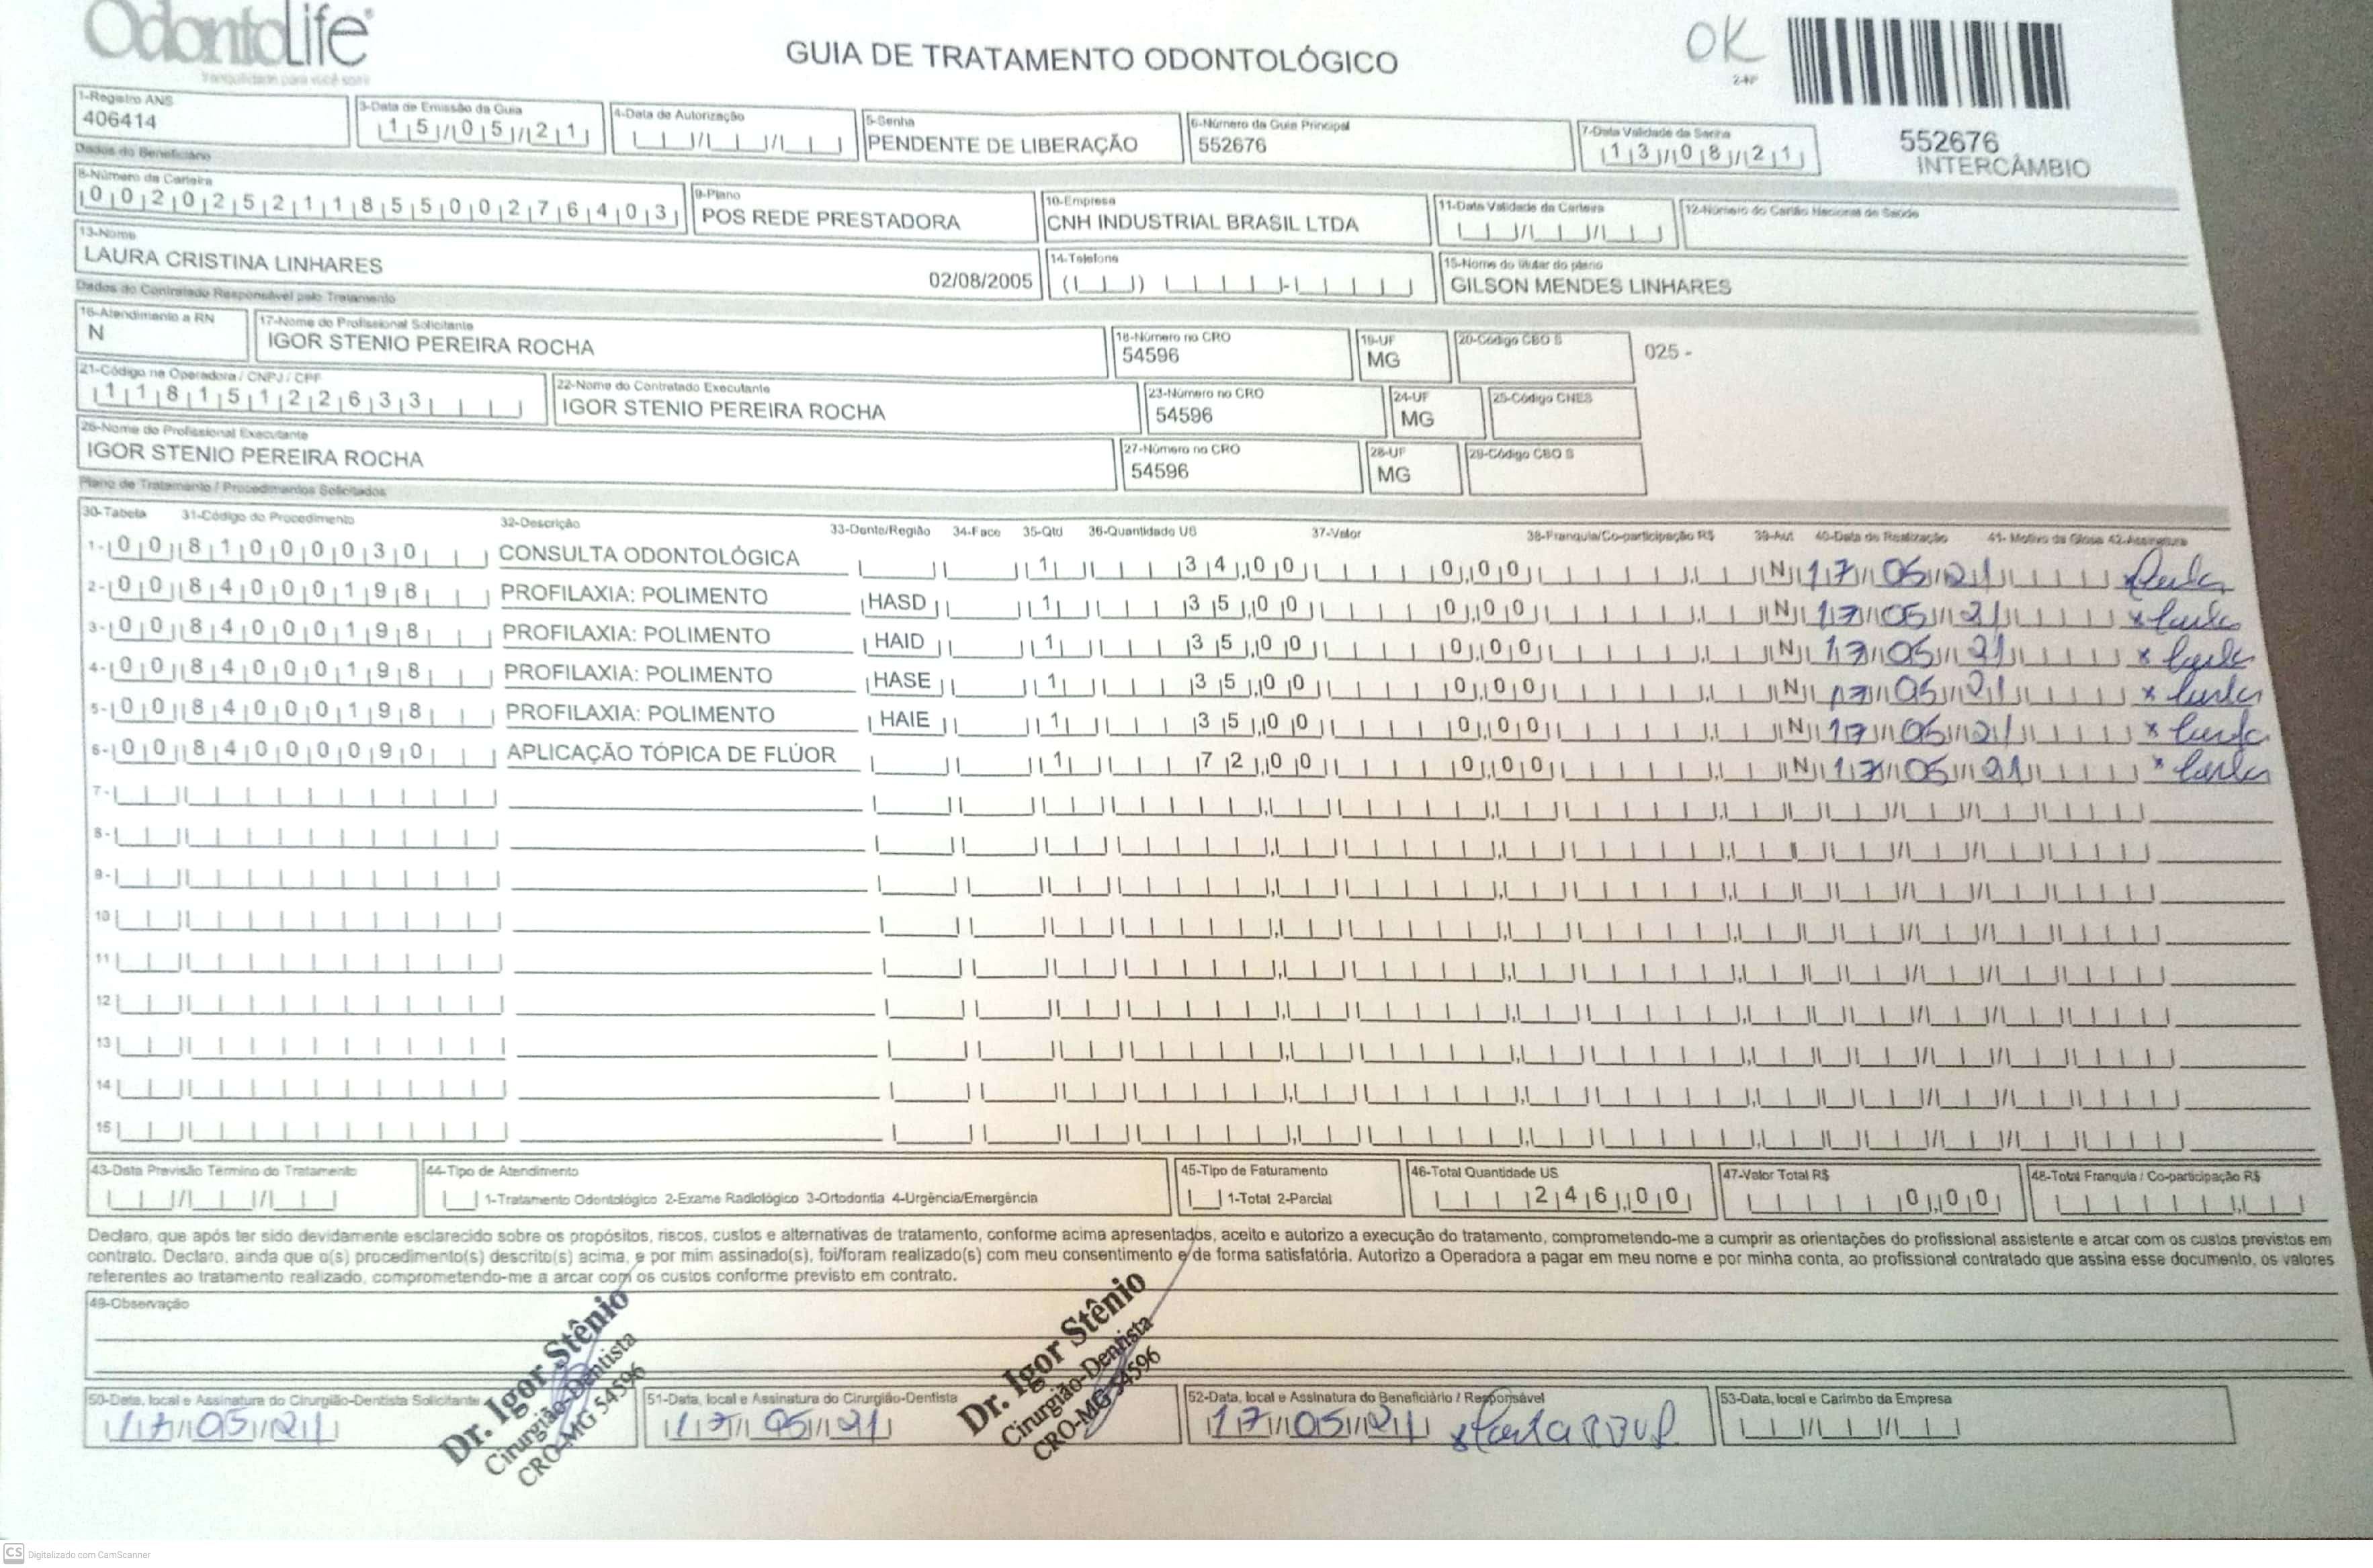 OdontoLife®
Tranquilidade para você sorrir
GUIA DE TRATAMENTO ODONTOLÓGICO
OK
2-Nº
552676
INTERCÂMBIO
1-Registro ANS
406414
3-Data de Emissão da Guia
15/05/21
4-Data de Autorização
5-Senha
PENDENTE DE LIBERAÇÃO
6-Número da Guia Principal
552676
7-Data Validade da Senha
13/08/21
Dados do Beneficiário
8-Número da Carteira
00202521185500276403
9-Plano
POS REDE PRESTADORA
10-Empresa
CNH INDUSTRIAL BRASIL LTDA
11-Data Validade da Carteira
12-Número do Cartão Nacional de Saúde
13-Nome
LAURA CRISTINA LINHARES
02/08/2005
14-Telefone
15-Nome do titular do plano
GILSON MENDES LINHARES
Dados do Contratado Responsável pelo Tratamento
16-Atendimento a RN
N
17-Nome do Profissional Solicitante
IGOR STENIO PEREIRA ROCHA
18-Número no CRO
54596
19-UF
MG
20-Código CBO S
025 -
21-Código na Operadora / CNPJ / CPF
11815122633
22-Nome do Contratado Executante
IGOR STENIO PEREIRA ROCHA
23-Número no CRO
54596
24-UF
MG
25-Código CNES
26-Nome do Profissional Executante
IGOR STENIO PEREIRA ROCHA
27-Número no CRO
54596
28-UF
MG
29-Código CBO S
Plano de Tratamento / Procedimentos Solicitados
30-Tabela 31-Código do Procedimento 32-Descrição 33-Dente/Região 34-Face 35-Qtd 36-Quantidade US 37-Valor 38-Franquia/Co-participação R$ 39-Aut 40-Data de Realização 41- Motivo da Glosa 42-Assinatura
1- 00 81000030 CONSULTA ODONTOLÓGICA 1 34,00 0,00 N 17/05/21
2- 00 84000198 PROFILAXIA: POLIMENTO HASD 1 35,00 0,00 N 17/05/21
3- 00 84000198 PROFILAXIA: POLIMENTO HAID 1 35,00 0,00 N 17/05/21
4- 00 84000198 PROFILAXIA: POLIMENTO HASE 1 35,00 0,00 N 17/05/21
5- 00 84000198 PROFILAXIA: POLIMENTO HAIE 1 35,00 0,00 N 17/05/21
6- 00 84000090 APLICAÇÃO TÓPICA DE FLÚOR 1 72,00 0,00 N 17/05/21
7-
8-
9-
10
11
12
13
14
15
43-Data Previsão Término do Tratamento
44-Tipo de Atendimento
1-Tratamento Odontológico 2-Exame Radiológico 3-Ortodontia 4-Urgência/Emergência
45-Tipo de Faturamento
1-Total 2-Parcial
46-Total Quantidade US
246,00
47-Valor Total R$
0,00
48-Total Franquia / Co-participação R$
Declaro, que após ter sido devidamente esclarecido sobre os propósitos, riscos, custos e alternativas de tratamento, conforme acima apresentados, aceito e autorizo a execução do tratamento, comprometendo-me a cumprir as orientações do profissional assistente e arcar com os custos previstos em
contrato. Declaro, ainda que o(s) procedimento(s) descrito(s) acima, e por mim assinado(s), foi/foram realizado(s) com meu consentimento e de forma satisfatória. Autorizo a Operadora a pagar em meu nome e por minha conta, ao profissional contratado que assina esse documento, os valores
referentes ao tratamento realizado, comprometendo-me a arcar com os custos conforme previsto em contrato.
49-Observação
50-Data, local e Assinatura do Cirurgião-Dentista Solicitante
17/05/21
Dr. Igor Stênio
Cirurgião-Dentista
CRO-MG 54596
51-Data, local e Assinatura do Cirurgião-Dentista
17/05/21
Dr. Igor Stênio
Cirurgião-Dentista
CRO-MG 54596
52-Data, local e Assinatura do Beneficiário / Responsável
17/05/21
53-Data, local e Carimbo da Empresa
CS Digitalizado com CamScanner